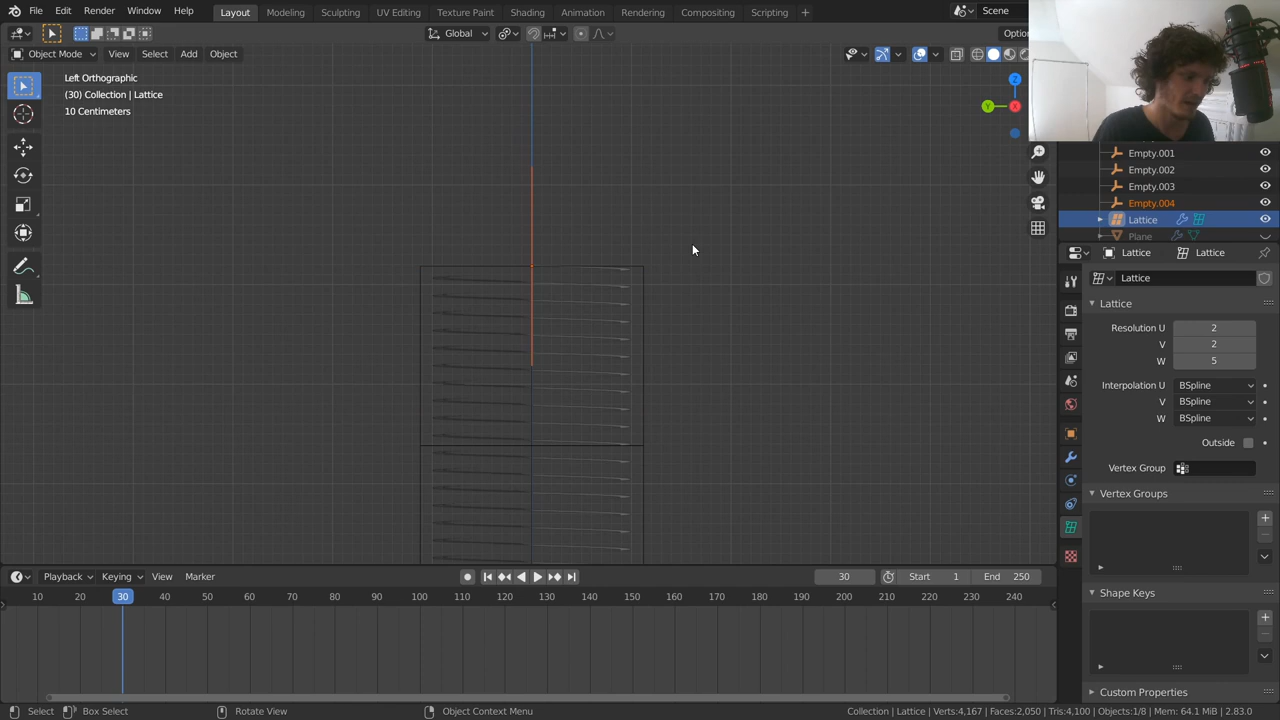 File Edit Render Window Help Layout Modeling Sculpting UV Editing Texture Paint Shading Animation Rendering Compositing Scripting + Scene
Global Optio
Object Mode View Select Add Object
Left Orthographic
(30) Collection | Lattice
10 Centimeters
Z
Y
X
Empty.001
Empty.002
Empty.003
Empty.004
Lattice
Plane
Lattice Lattice
Lattice
Lattice
Resolution U 2
V 2
W 5
Interpolation U BSpline
V BSpline
W BSpline
Outside
Vertex Group
Vertex Groups
Shape Keys
Custom Properties
Playback Keying View Marker 30 Start 1 End 250
10 20 30 40 50 60 70 80 90 100 110 120 130 140 150 160 170 180 190 200 210 220 230 240
Select Box Select Rotate View Object Context Menu Collection | Lattice | Verts:4,167 | Faces:2,050 | Tris:4,100 | Objects:1/8 | Mem: 64.1 MiB | 2.83.0